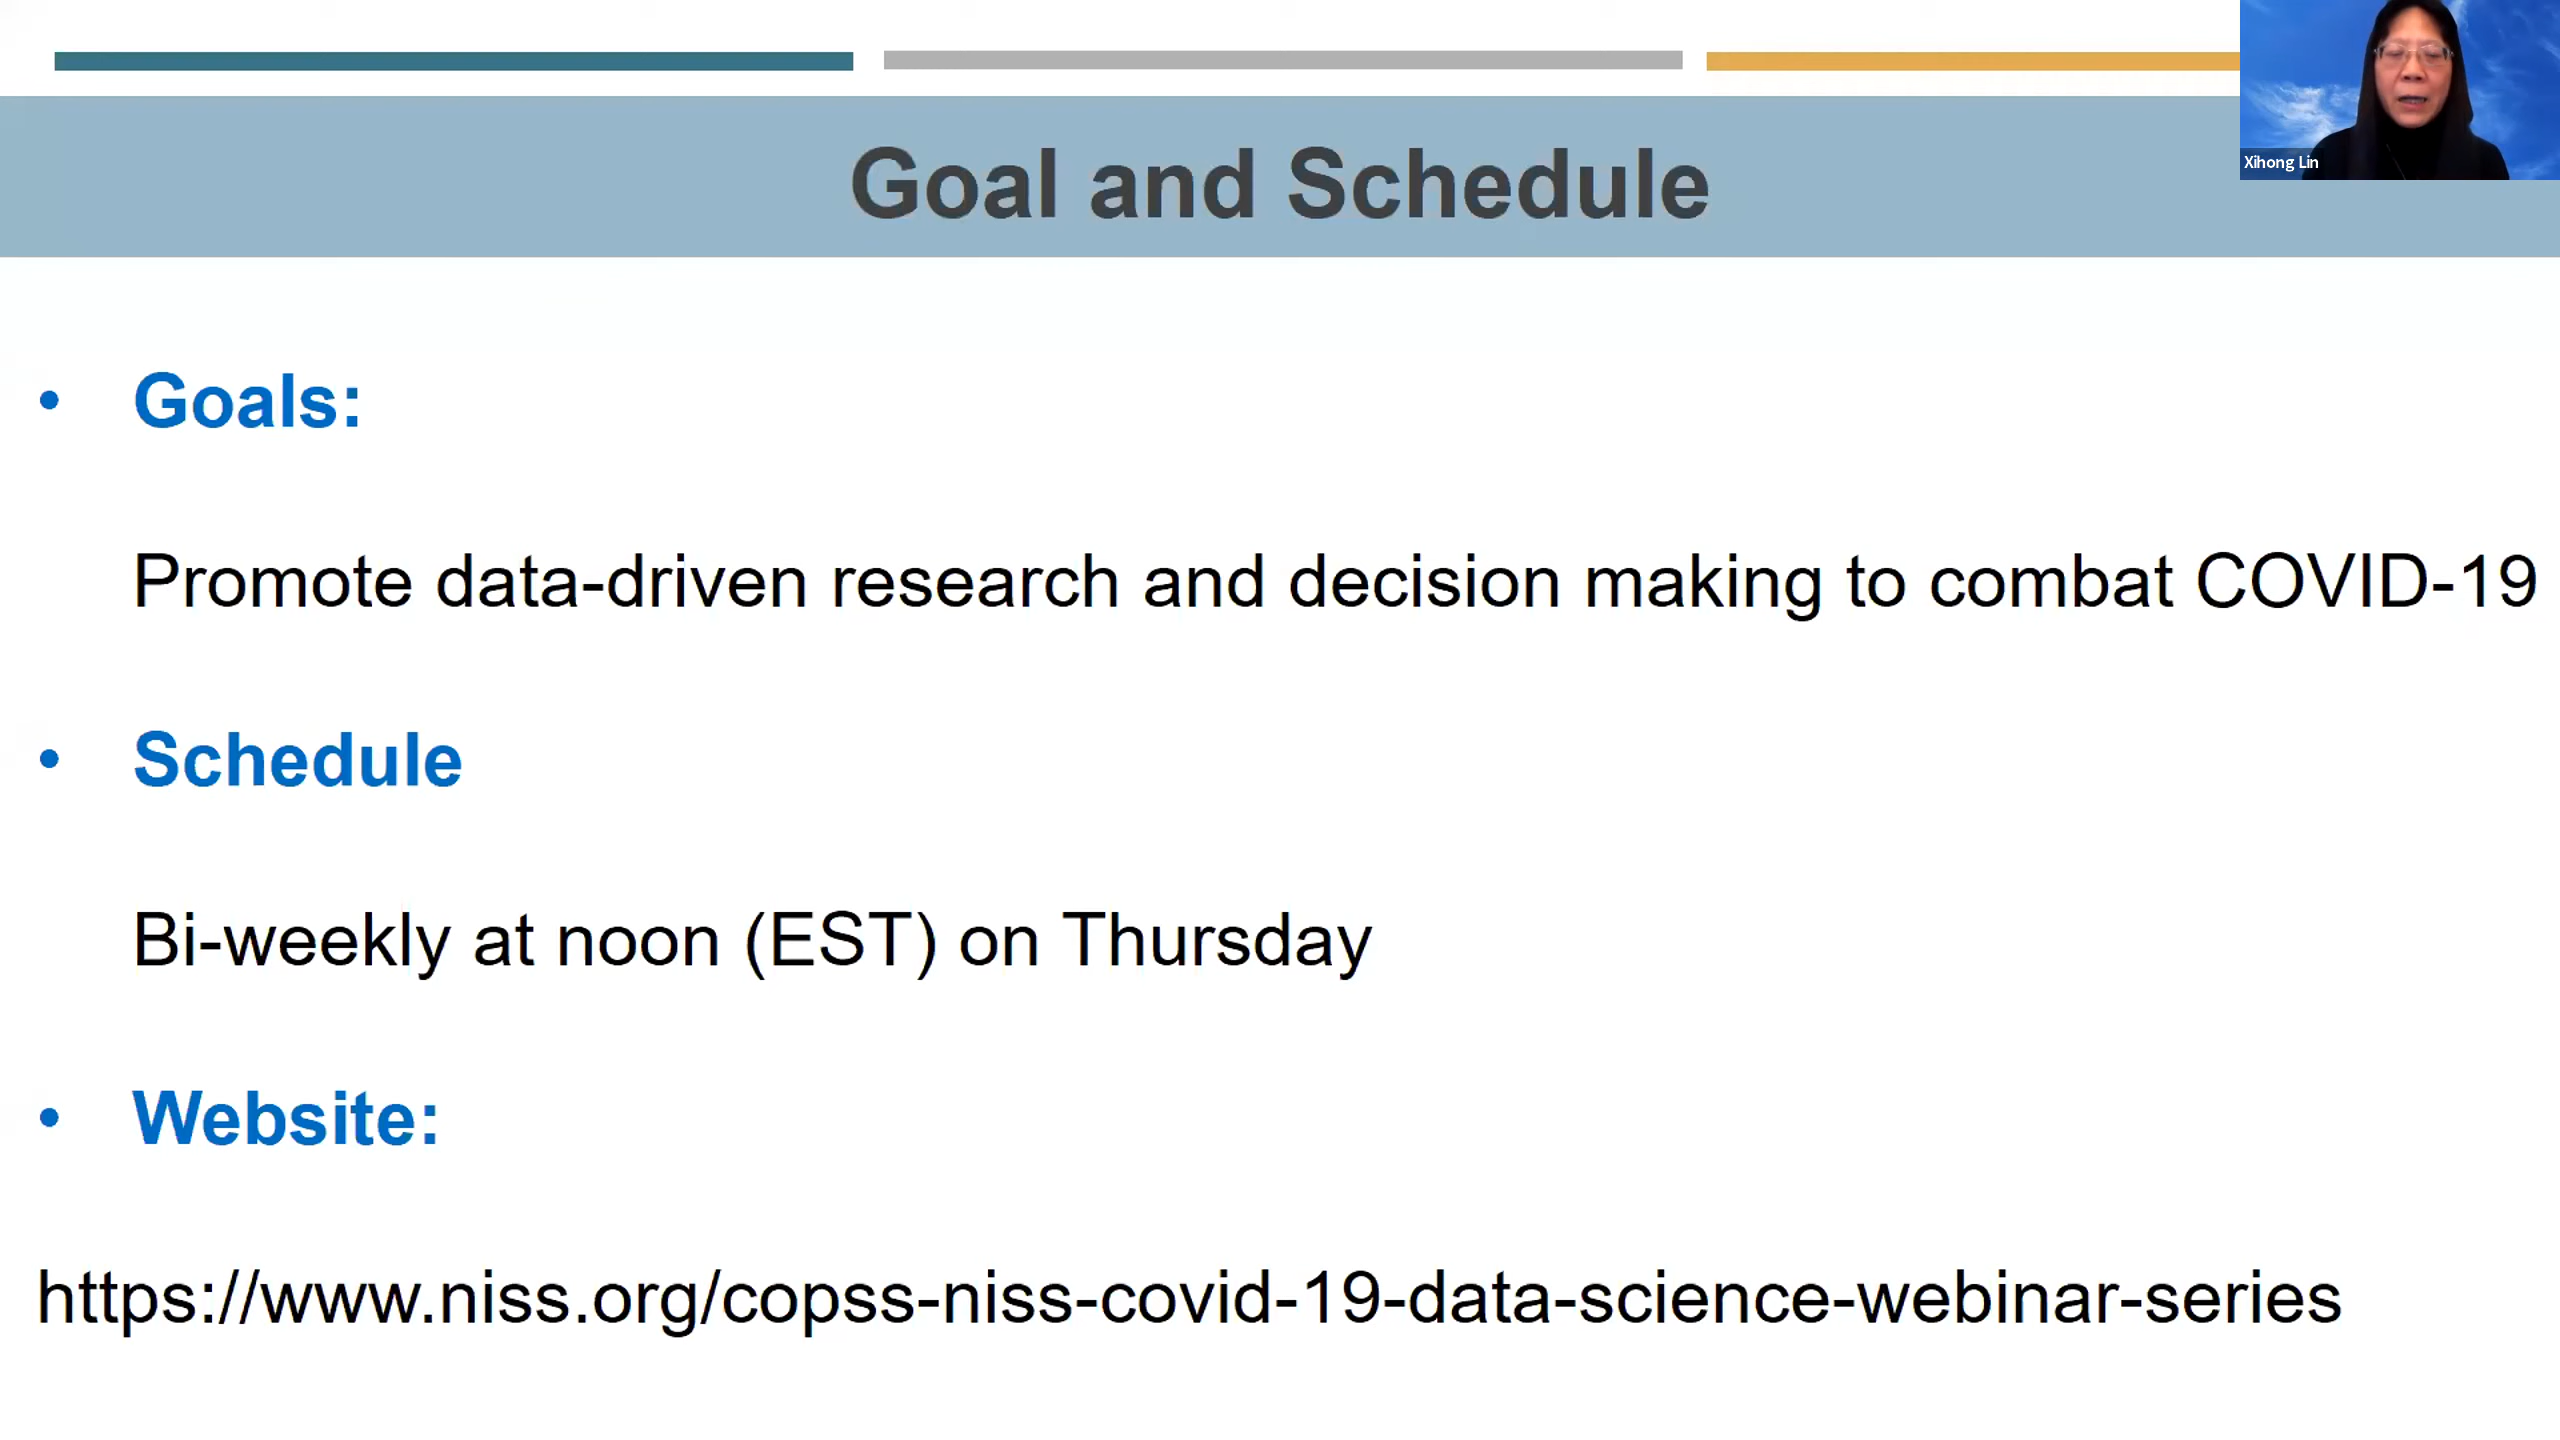 Xihong Lin
Goal and Schedule
• Goals:
Promote data-driven research and decision making to combat COVID-19
• Schedule
Bi-weekly at noon (EST) on Thursday
• Website:
https://www.niss.org/copss-niss-covid-19-data-science-webinar-series